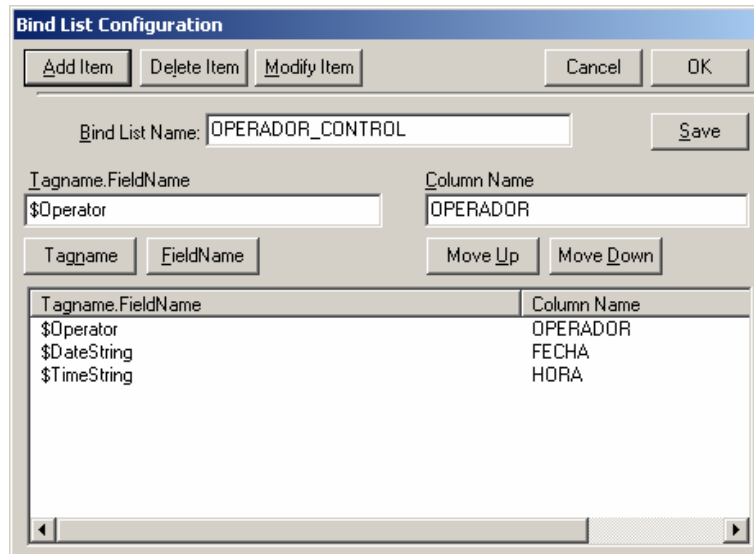 Bind List Configuration
Add Item Delete Item Modify Item Cancel OK
Bind List Name: OPERADOR_CONTROL Save
Tagname.FieldName Column Name
$Operator OPERADOR
Tagname FieldName Move Up Move Down
Tagname.FieldName Column Name
$Operator OPERADOR
$DateString FECHA
$TimeString HORA